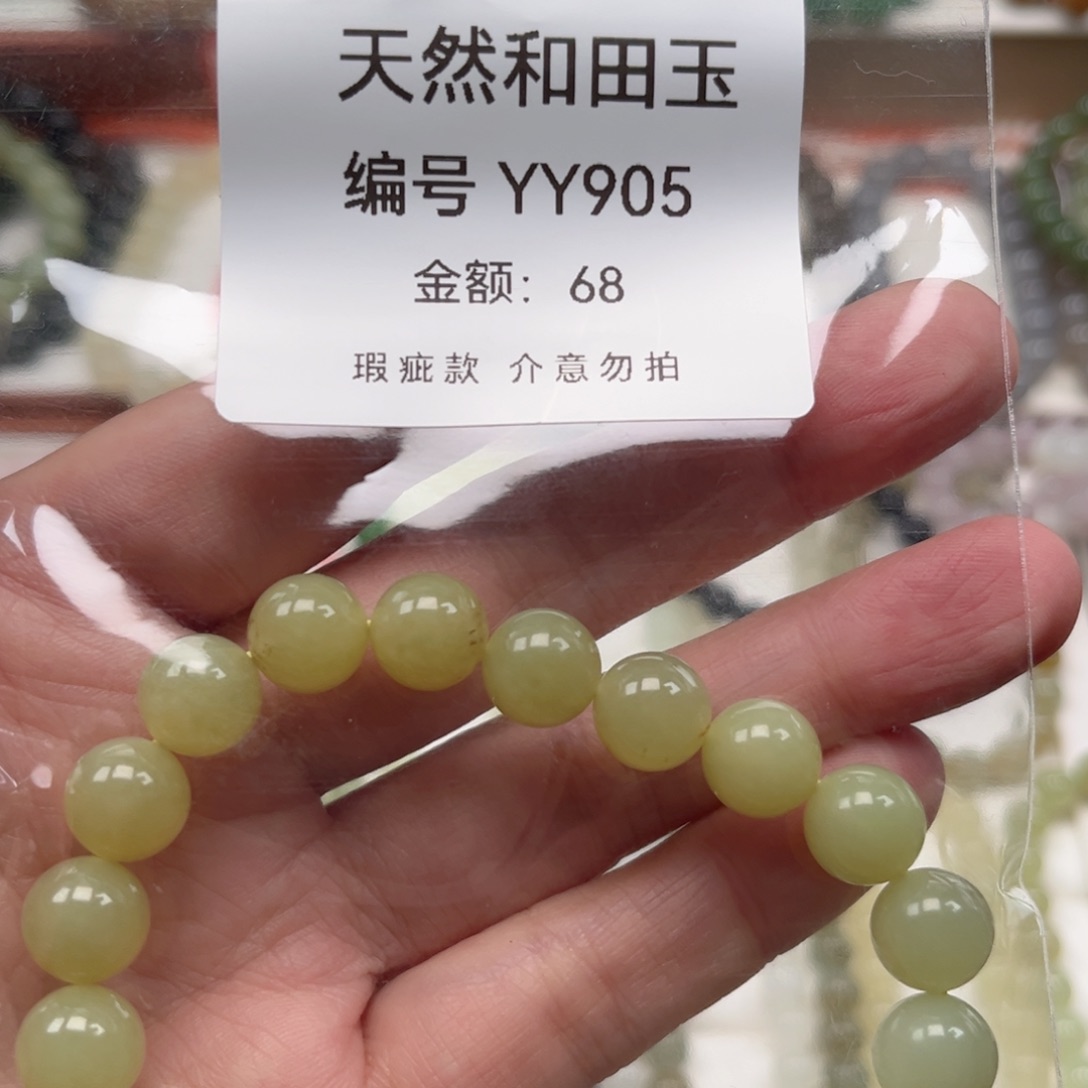 天然和田玉
编号 YY905
金额：68
瑕疵款 介意勿拍